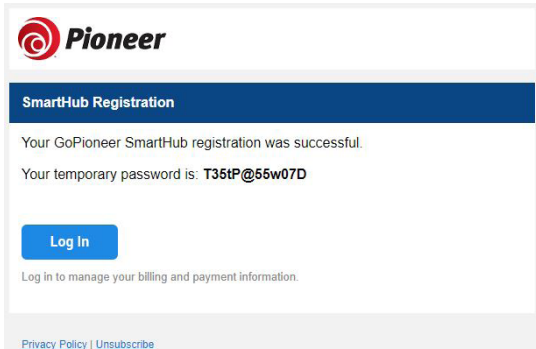 Pioneer
SmartHub Registration
Your GoPioneer SmartHub registration was successful.
Your temporary password is: T35tP@55w07D
Log In
Log in to manage your billing and payment information.
Privacy Policy | Unsubscribe